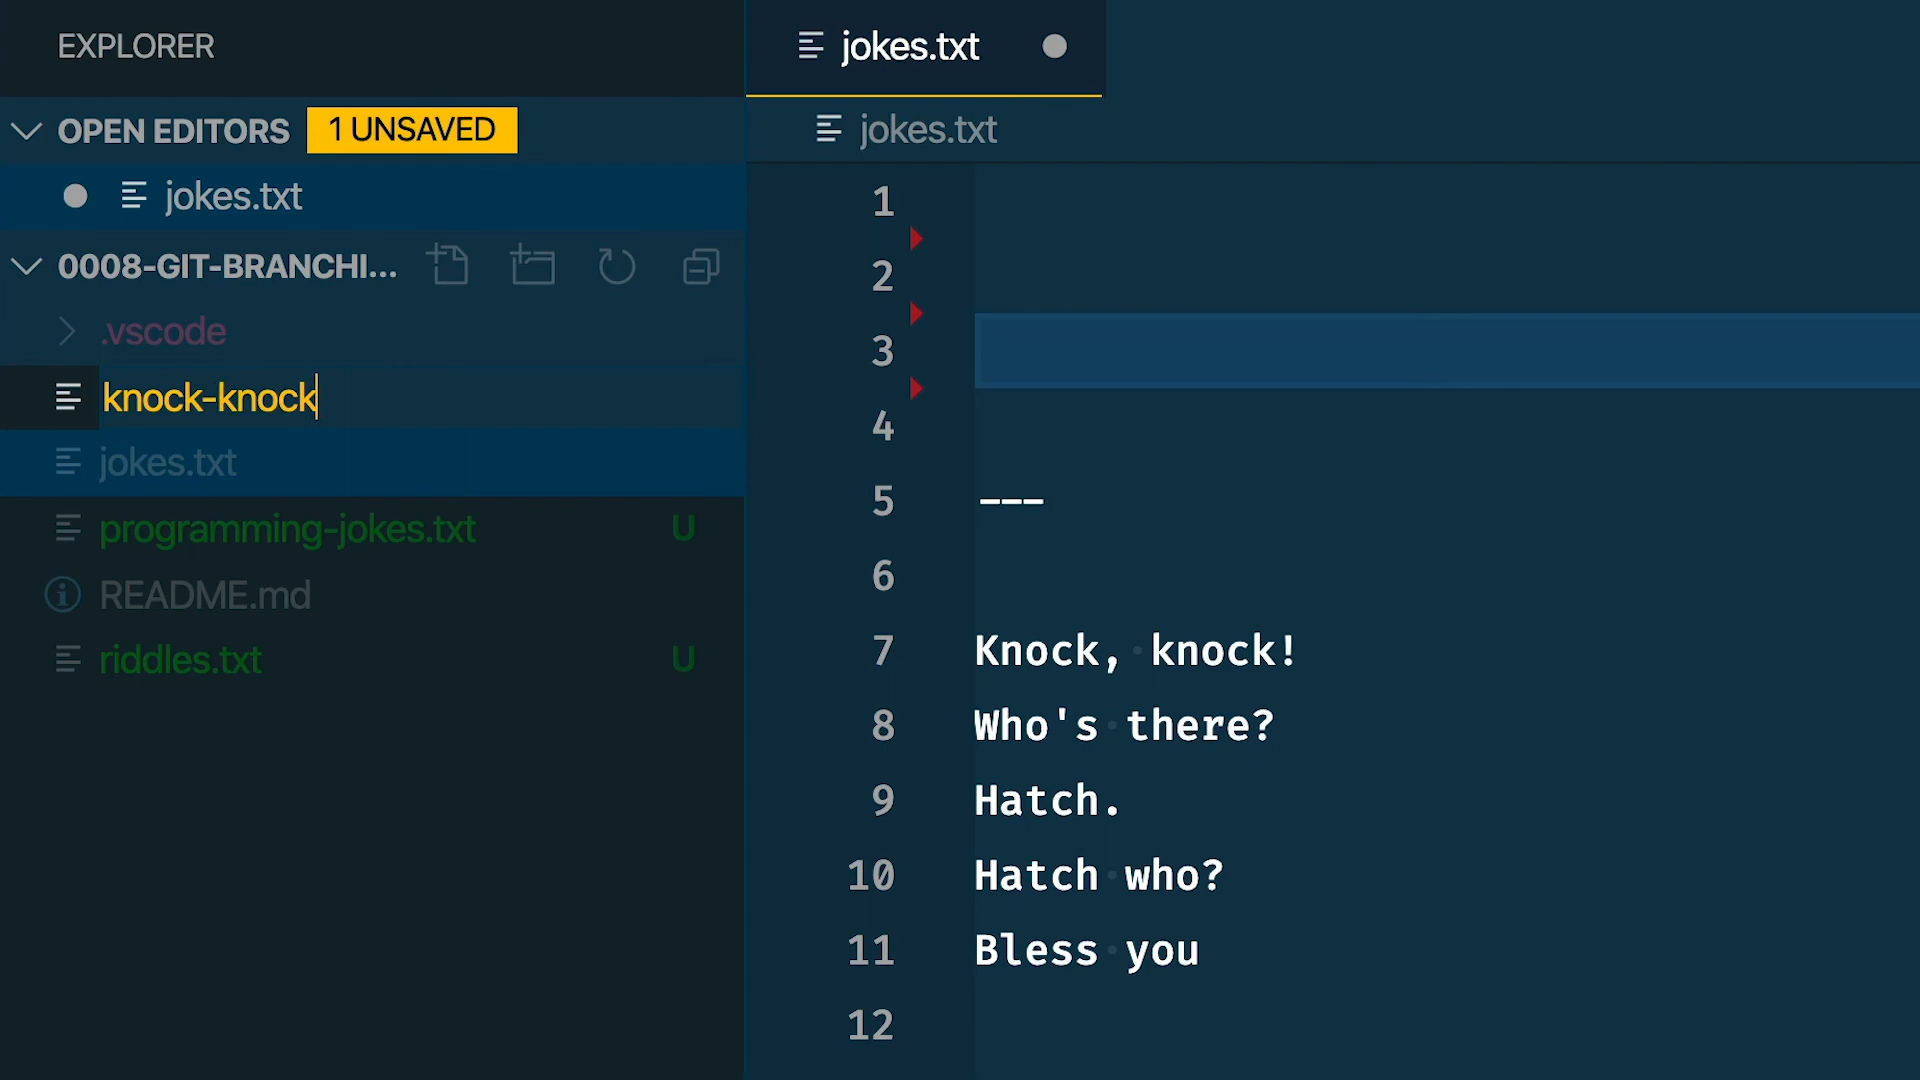 EXPLORER
OPEN EDITORS 1 UNSAVED
jokes.txt
0008-GIT-BRANCHI...
.vscode
knock-knock
jokes.txt
programming-jokes.txt U
README.md
riddles.txt U
jokes.txt
jokes.txt
1
2
3
4
5 ---
6
7 Knock, knock!
8 Who's there?
9 Hatch.
10 Hatch who?
11 Bless you
12